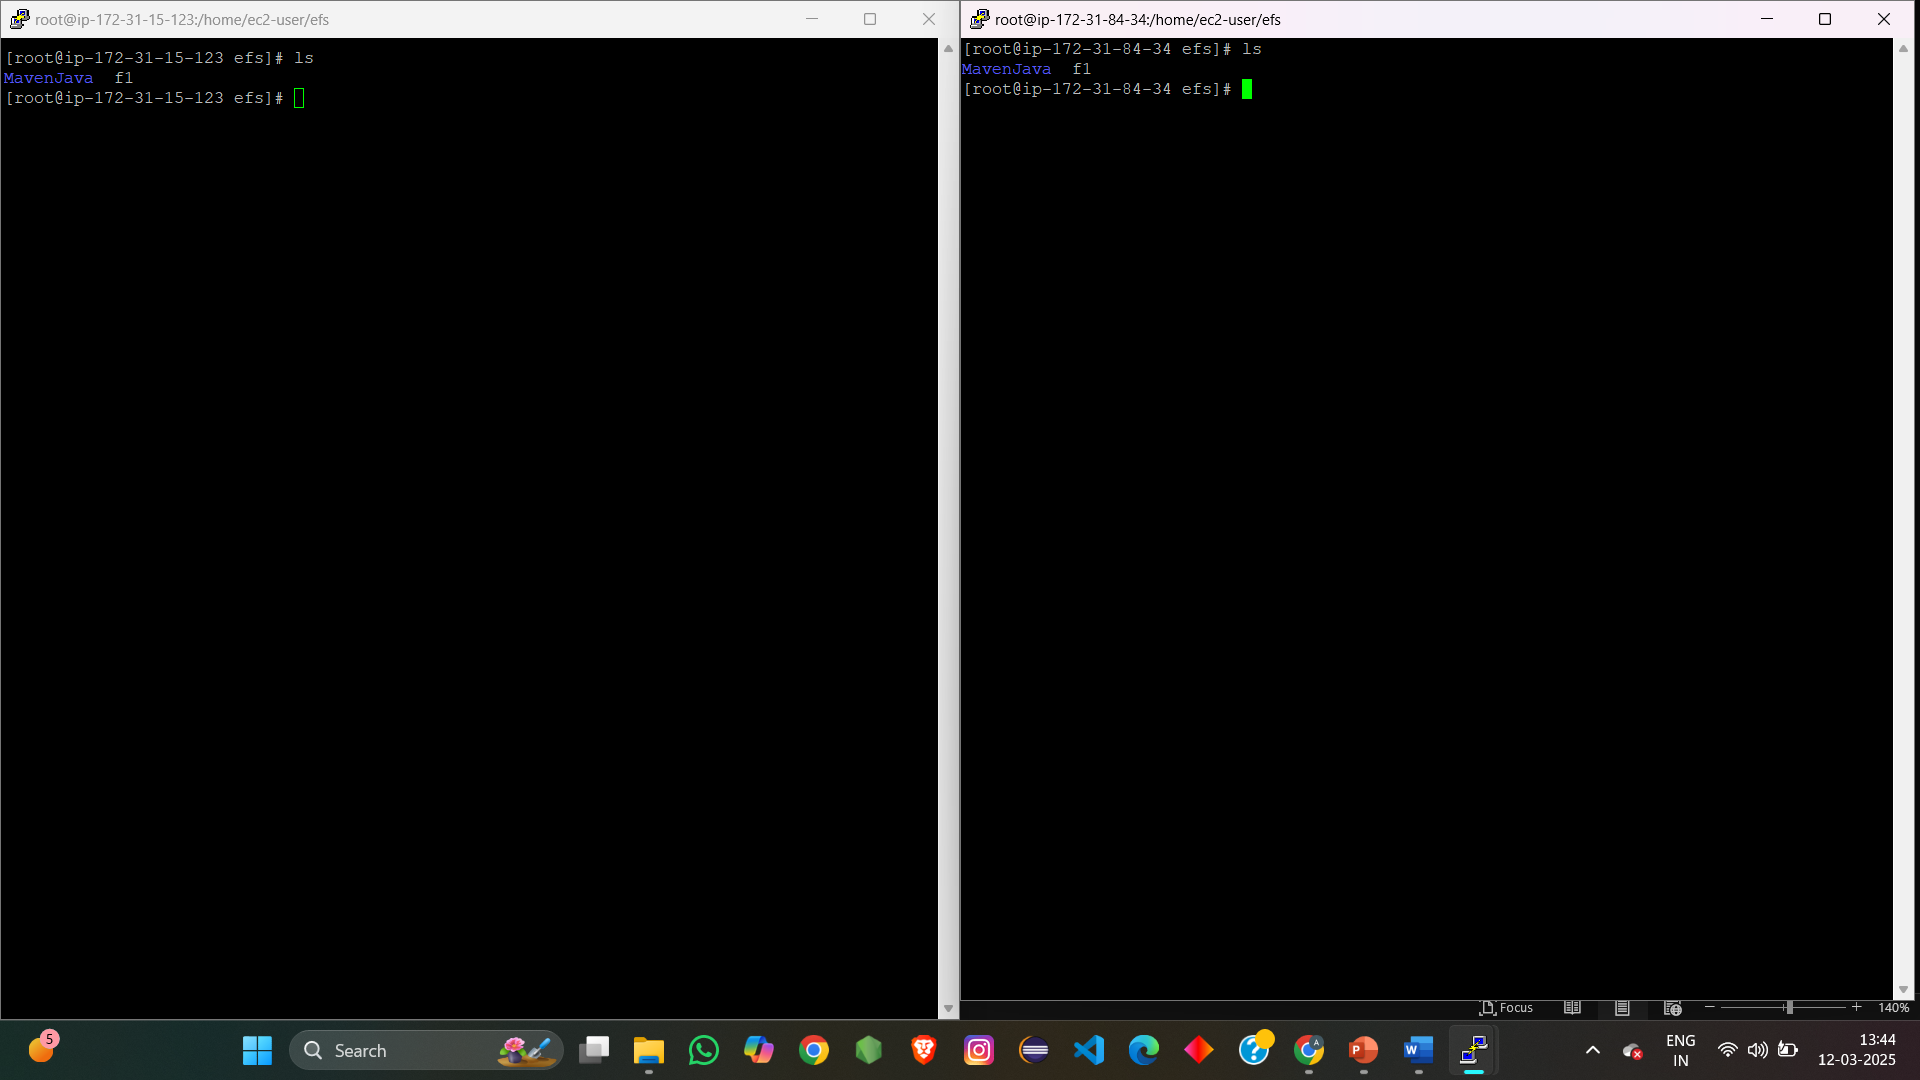 root@ip-172-31-15-123:/home/ec2-user/efs
[root@ip-172-31-15-123 efs]# ls
MavenJava  f1
[root@ip-172-31-15-123 efs]#
root@ip-172-31-84-34:/home/ec2-user/efs
[root@ip-172-31-84-34 efs]# ls
MavenJava  f1
[root@ip-172-31-84-34 efs]#
Focus
140%
5
Search
A
P
W
ENG
IN
13:44
12-03-2025